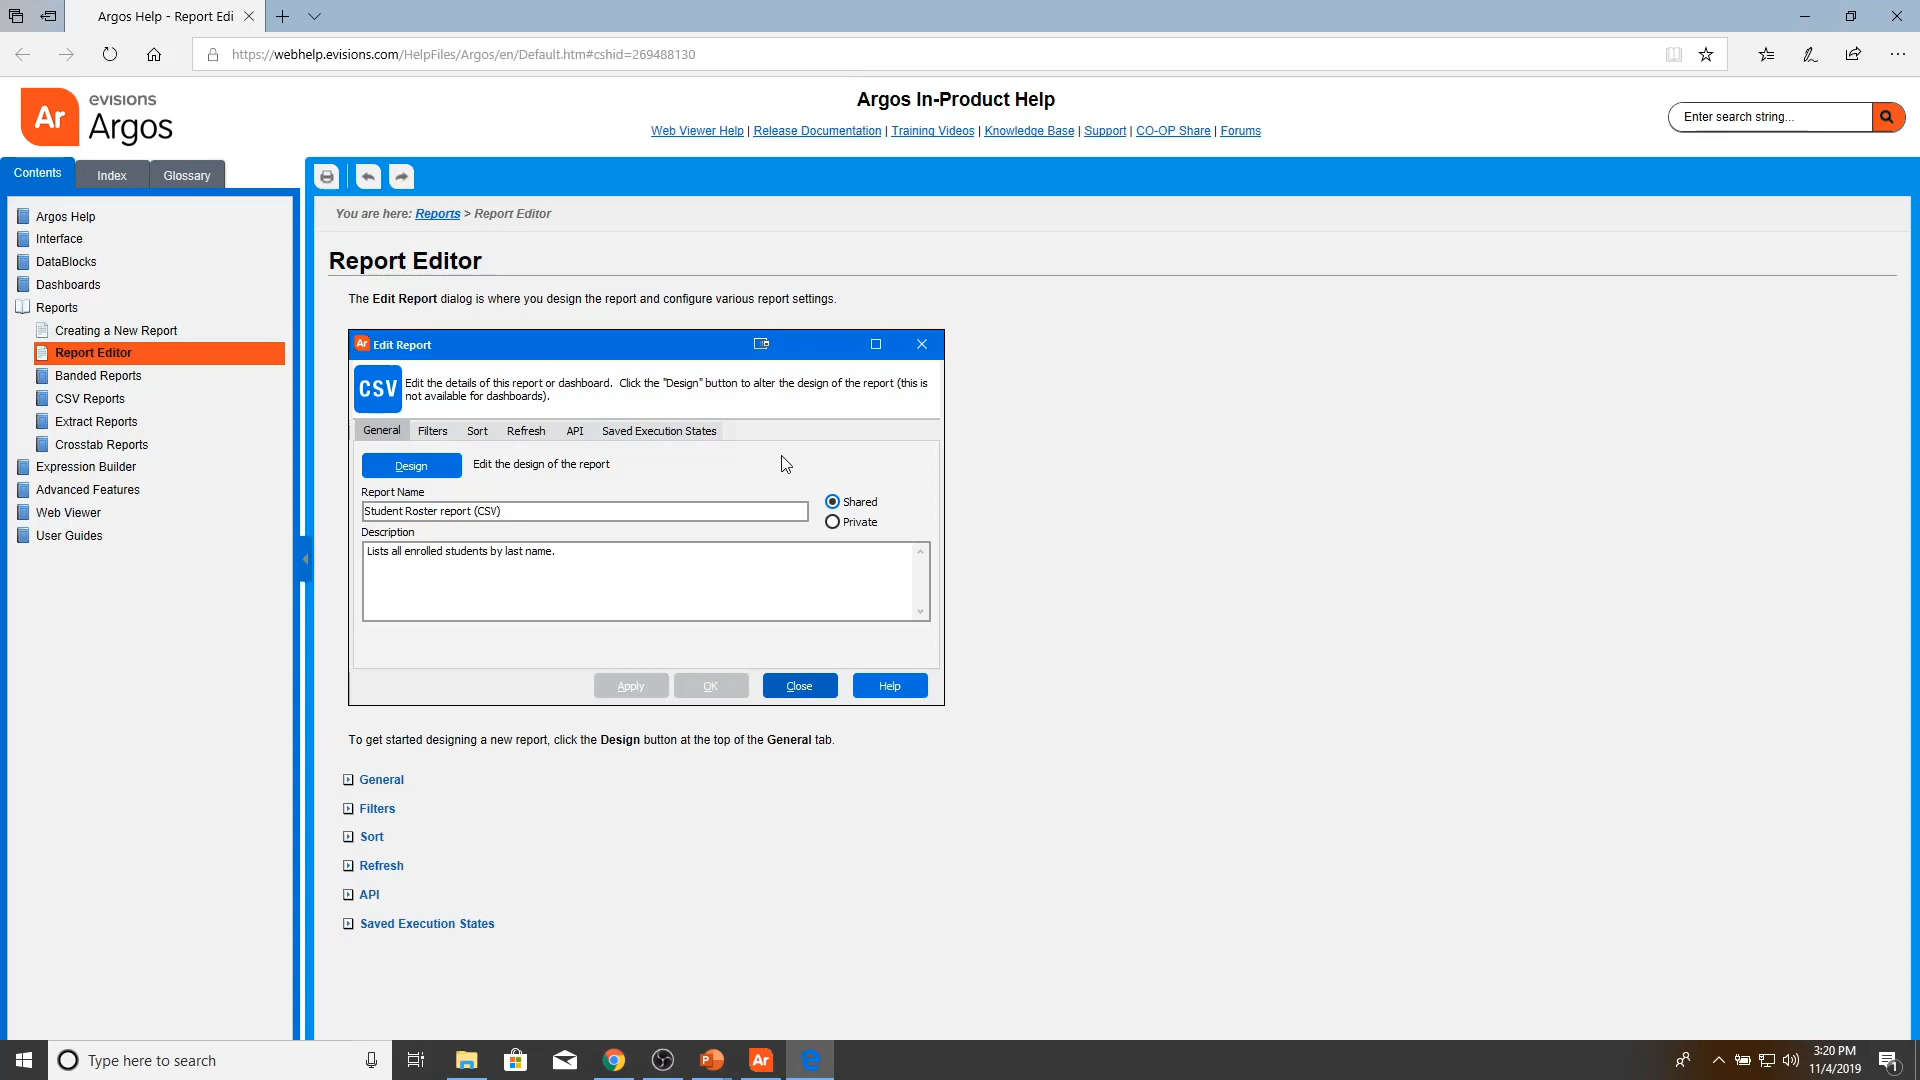 Argos Help - Report Edi
https://webhelp.evisions.com/HelpFiles/Argos/en/Default.htm#cshid=269488130
Ar
evisions
Argos
Argos In-Product Help
Web Viewer Help | Release Documentation | Training Videos | Knowledge Base | Support | CO-OP Share | Forums
Enter search string...
Contents
Index
Glossary
Argos Help
Interface
DataBlocks
Dashboards
Reports
Creating a New Report
Report Editor
Banded Reports
CSV Reports
Extract Reports
Crosstab Reports
Expression Builder
Advanced Features
Web Viewer
User Guides
You are here: Reports > Report Editor
Report Editor
The Edit Report dialog is where you design the report and configure various report settings.
Ar Edit Report
CSV
Edit the details of this report or dashboard. Click the "Design" button to alter the design of the report (this is
not available for dashboards).
General Filters Sort Refresh API Saved Execution States
Design Edit the design of the report
Report Name
Student Roster report (CSV)
Shared
Private
Description
Lists all enrolled students by last name.
Apply OK Close Help
To get started designing a new report, click the Design button at the top of the General tab.
General
Filters
Sort
Refresh
API
Saved Execution States
Type here to search
P
Ar
3:20 PM
11/4/2019
1